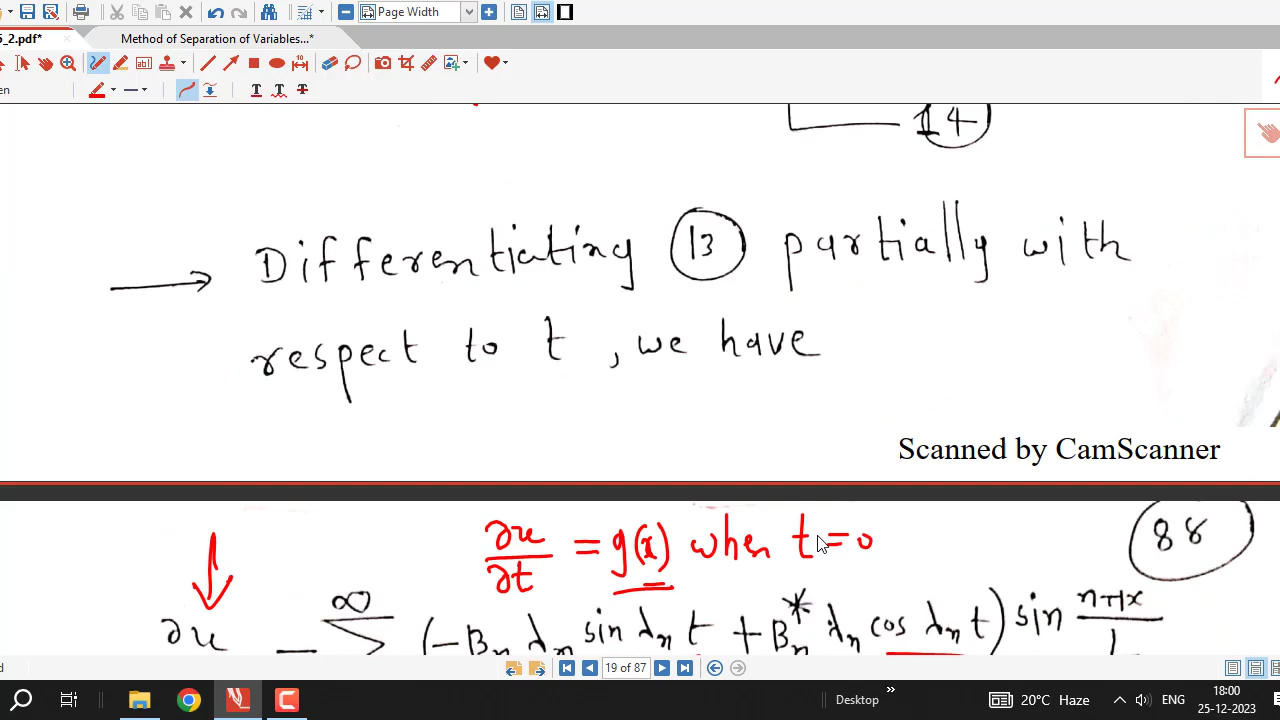 Page Width
5_2.pdf*
Method of Separation of Variables...*
14
→ Differentiating 13 partially with
respect to t , we have
Scanned by CamScanner
∂u/∂t = g(x) when t = 0
88
∂u = ∞ Σ (-Bₙ λₙ sin λₙ t + Bₙ* λₙ cos λₙ t) sin nπx/l
19 of 87
Desktop »
20°C Haze
ENG
18:00
25-12-2023